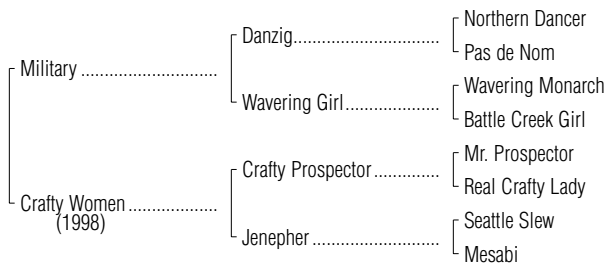 Northern Dancer
Danzig
Pas de Nom
Military
Wavering Monarch
Wavering Girl
Battle Creek Girl
Mr. Prospector
Crafty Prospector
Real Crafty Lady
Crafty Women
(1998)
Seattle Slew
Jenepher
Mesabi